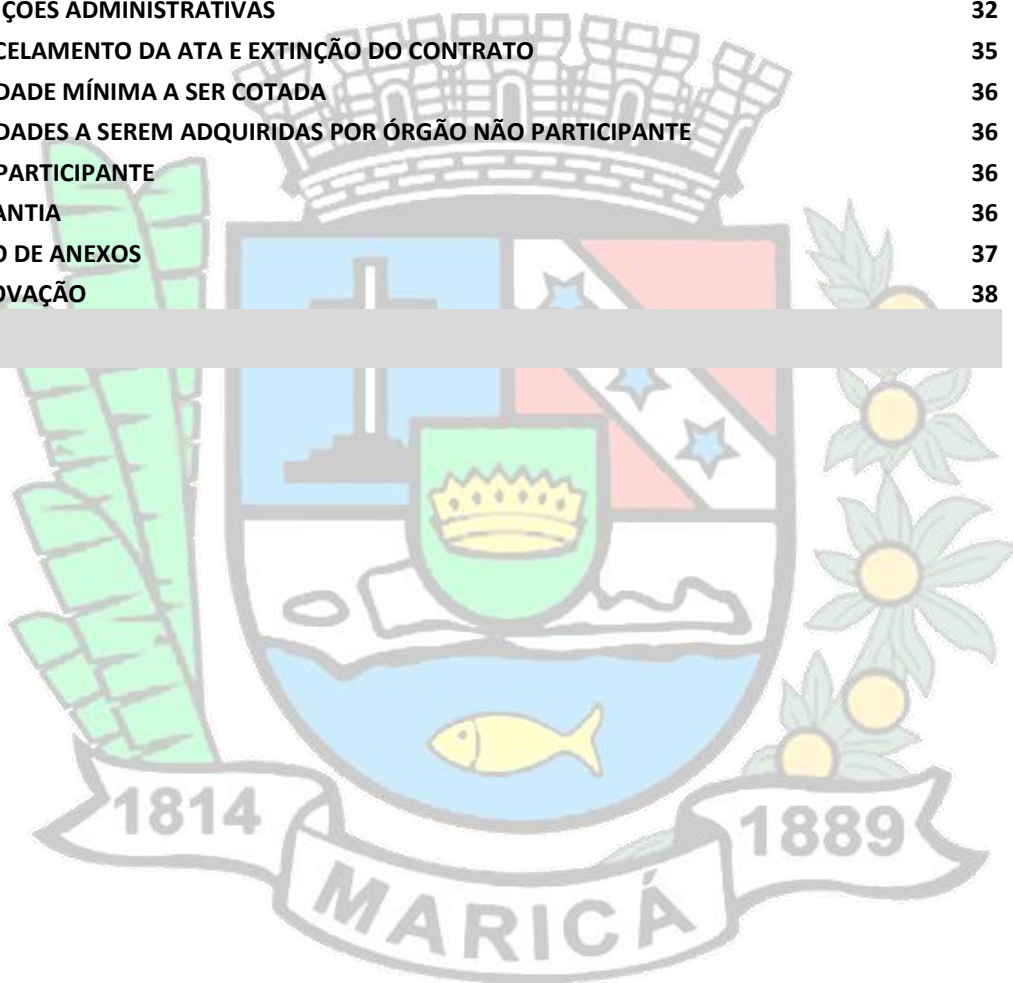 ÇÕES ADMINISTRATIVAS 32
CELAMENTO DA ATA E EXTINÇÃO DO CONTRATO 35
DADE MÍNIMA A SER COTADA 36
DADES A SEREM ADQUIRIDAS POR ÓRGÃO NÃO PARTICIPANTE 36
PARTICIPANTE 36
ANTIA 36
O DE ANEXOS 37
OVAÇÃO 38
1814
1889
MARICÁ